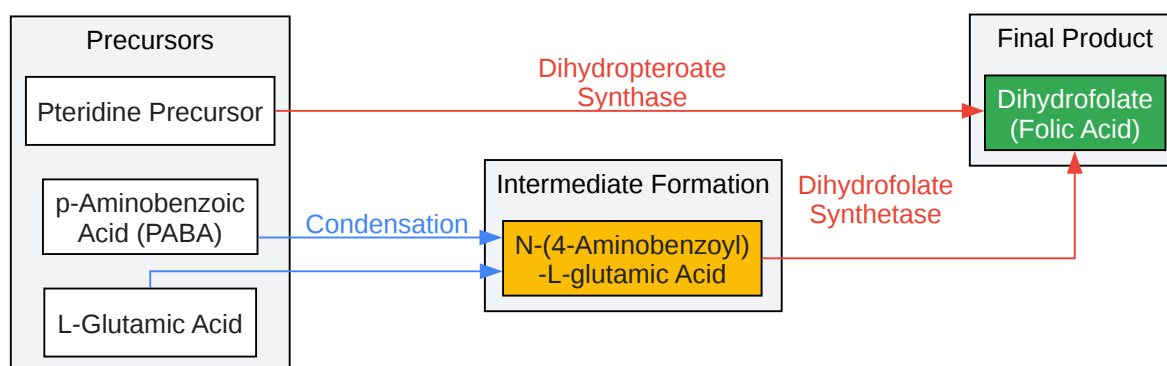 Precursors
Pteridine Precursor
p-Aminobenzoic
Acid (PABA)
L-Glutamic Acid
Dihydropteroate
Synthase
Condensation
Intermediate Formation
N-(4-Aminobenzoyl)
-L-glutamic Acid
Dihydrofolate
Synthetase
Final Product
Dihydrofolate
(Folic Acid)